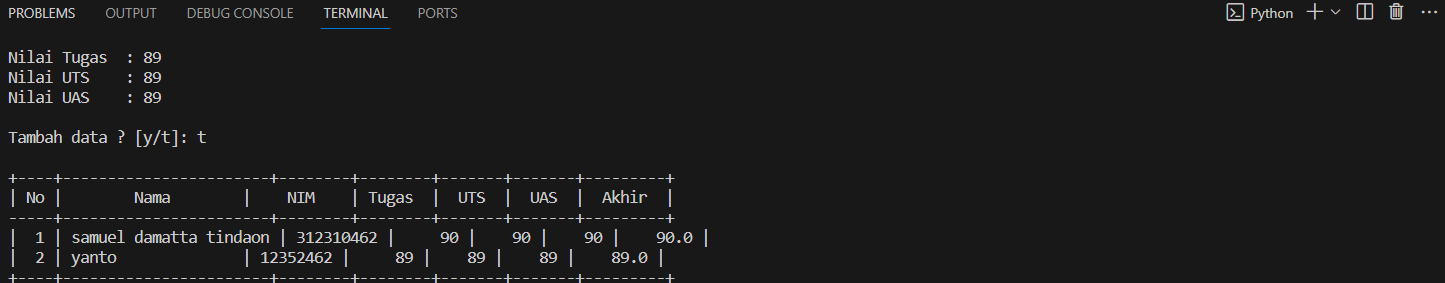 PROBLEMS OUTPUT DEBUG CONSOLE TERMINAL PORTS Python
Nilai Tugas  : 89
Nilai UTS    : 89
Nilai UAS    : 89
Tambah data ? [y/t]: t
+----+-----------------------+--------+--------+-------+-------+---------+
| No |        Nama        |    NIM    | Tugas  |  UTS  |  UAS  |  Akhir  |
-----+-----------------------+--------+--------+-------+-------+---------+
|  1 | samuel damatta tindaon | 312310462 |     90 |    90 |    90 |    90.0 |
|  2 | yanto              | 12352462 |     89 |    89 |    89 |    89.0 |
+----+-----------------------+--------+--------+-------+-------+---------+